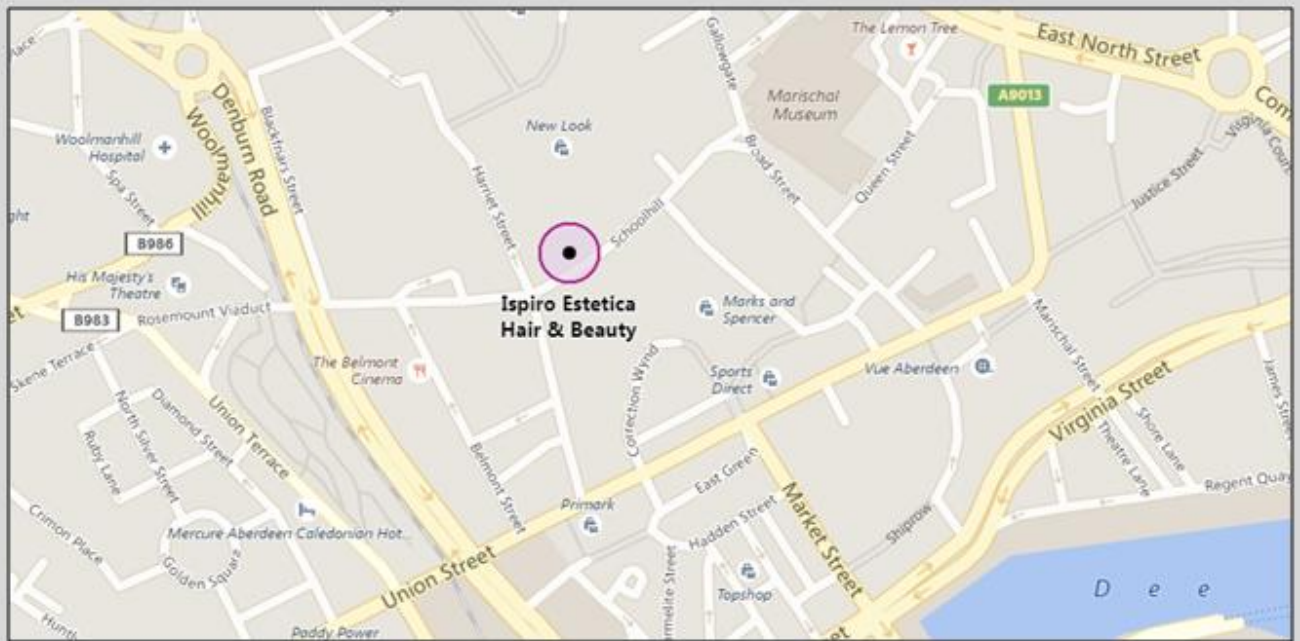 The Lemon Tree
East North Street
Gallowgate
A9013
Marischal
Museum
Denburn Road
Woolmanhill
Blackfriars Street
New Look
Woolmanhill
Hospital
Broad Street
Queen Street
Virginia Court
Justice Street
Spa Street
Harriet Street
Schoolhill
B986
His Majesty's
Theatre
B983
Rosemount Viaduct
Ispiro Estetica
Hair & Beauty
Marks and
Spencer
Marischal Street
Skene Terrace
The Belmont
Cinema
Correction Wynd
Sports
Direct
Vue Aberdeen
Virginia Street
James Street
North Silver Street
Diamond Street
Union Terrace
Ruby Lane
Belmont Street
East Green
Theatre Lane
Shore Lane
Primark
Market Street
Regent Quay
Crimon Place
Mercure Aberdeen Caledonian Hot...
Hadden Street
Shiprow
Golden Square
Union Street
Topshop
Dee
Paddy Power